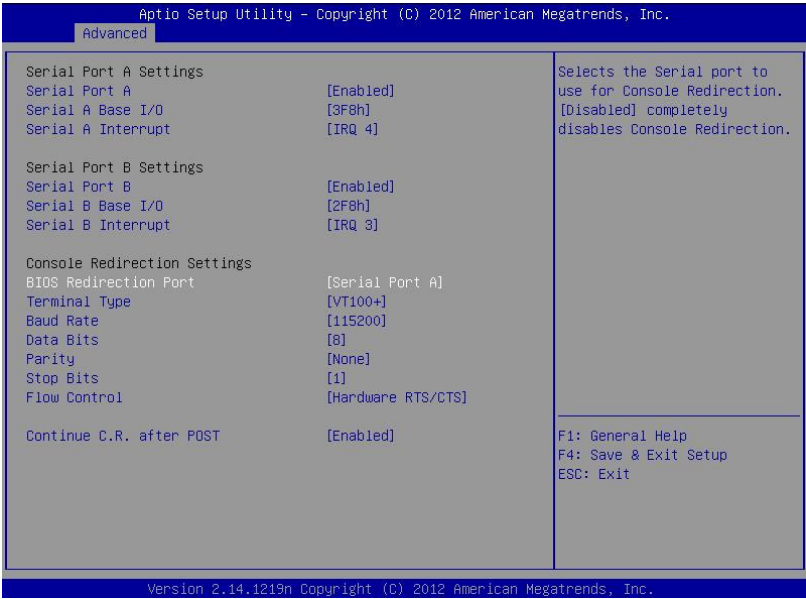 Aptio Setup Utility – Copyright (C) 2012 American Megatrends, Inc.
Advanced
Serial Port A Settings
Serial Port A [Enabled]
Serial A Base I/O [3F8h]
Serial A Interrupt [IRQ 4]
Serial Port B Settings
Serial Port B [Enabled]
Serial B Base I/O [2F8h]
Serial B Interrupt [IRQ 3]
Console Redirection Settings
BIOS Redirection Port [Serial Port A]
Terminal Type [VT100+]
Baud Rate [115200]
Data Bits [8]
Parity [None]
Stop Bits [1]
Flow Control [Hardware RTS/CTS]
Continue C.R. after POST [Enabled]
Selects the Serial port to
use for Console Redirection.
[Disabled] completely
disables Console Redirection.
F1: General Help
F4: Save & Exit Setup
ESC: Exit
Version 2.14.1219n Copyright (C) 2012 American Megatrends, Inc.